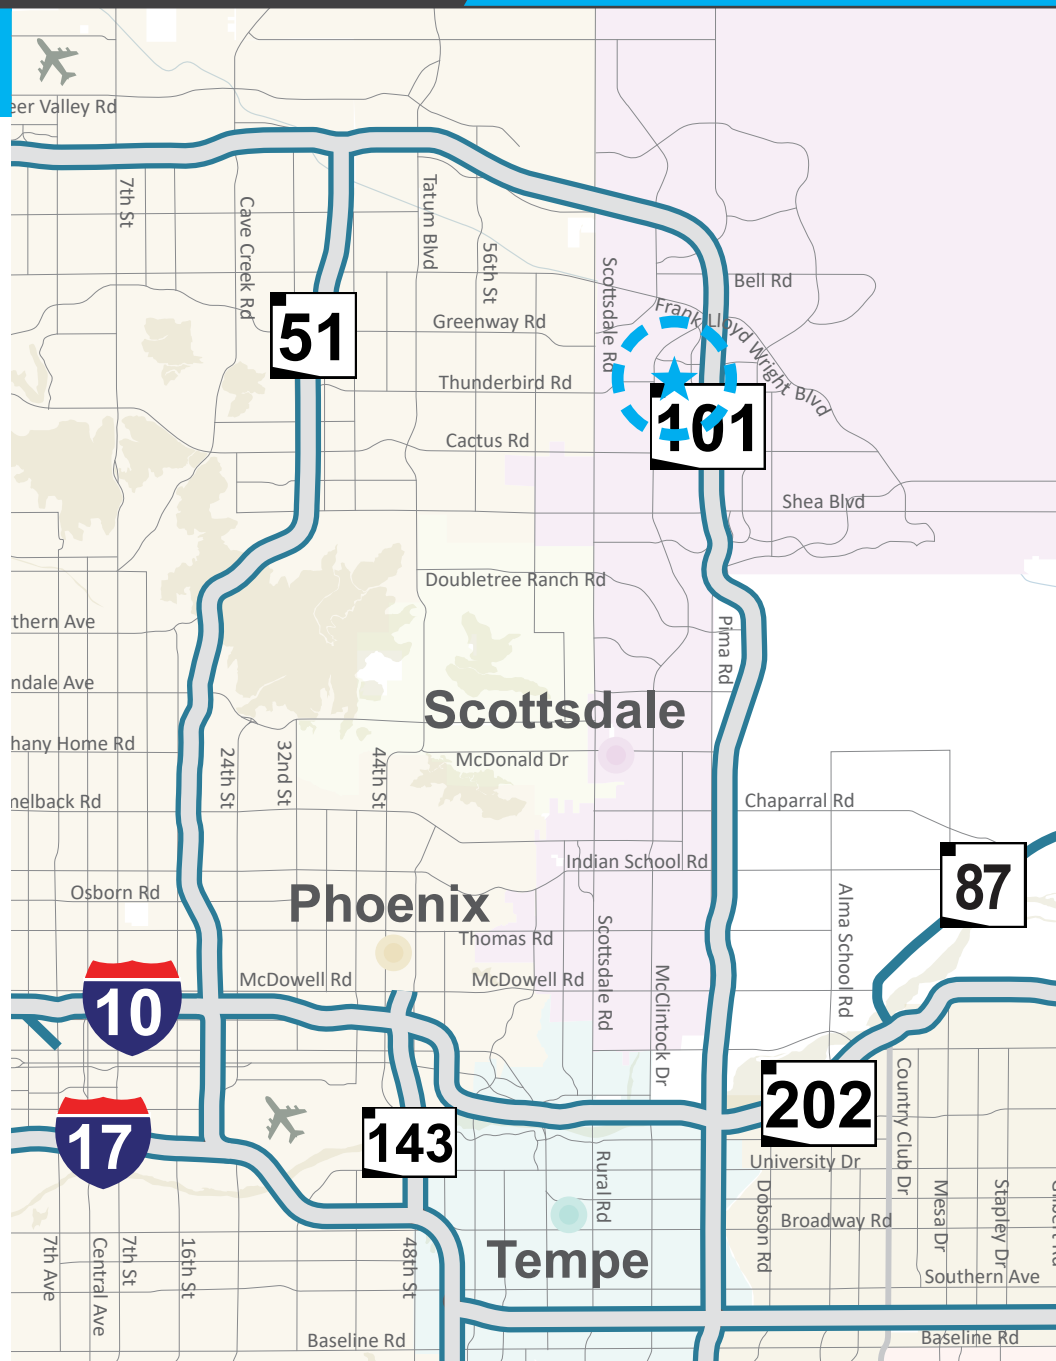 eer Valley Rd
7th St
Cave Creek Rd
Tatum Blvd
56th St
Scottsdale Rd
Bell Rd
Frank Lloyd Wright Blvd
51
Greenway Rd
Thunderbird Rd
101
Cactus Rd
Shea Blvd
Doubletree Ranch Rd
thern Ave
Pima Rd
ndale Ave
Scottsdale
hany Home Rd
24th St
32nd St
44th St
McDonald Dr
melback Rd
Chaparral Rd
Indian School Rd
87
Osborn Rd
Phoenix
Alma School Rd
Thomas Rd
Scottsdale Rd
McDowell Rd
McDowell Rd
McClintock Dr
10
202
Country Club Dr
17
143
University Dr
Rural Rd
Dobson Rd
Mesa Dr
Stapley Dr
Broadway Rd
7th Ave
Central Ave
7th St
16th St
48th St
Tempe
Southern Ave
Baseline Rd
Baseline Rd